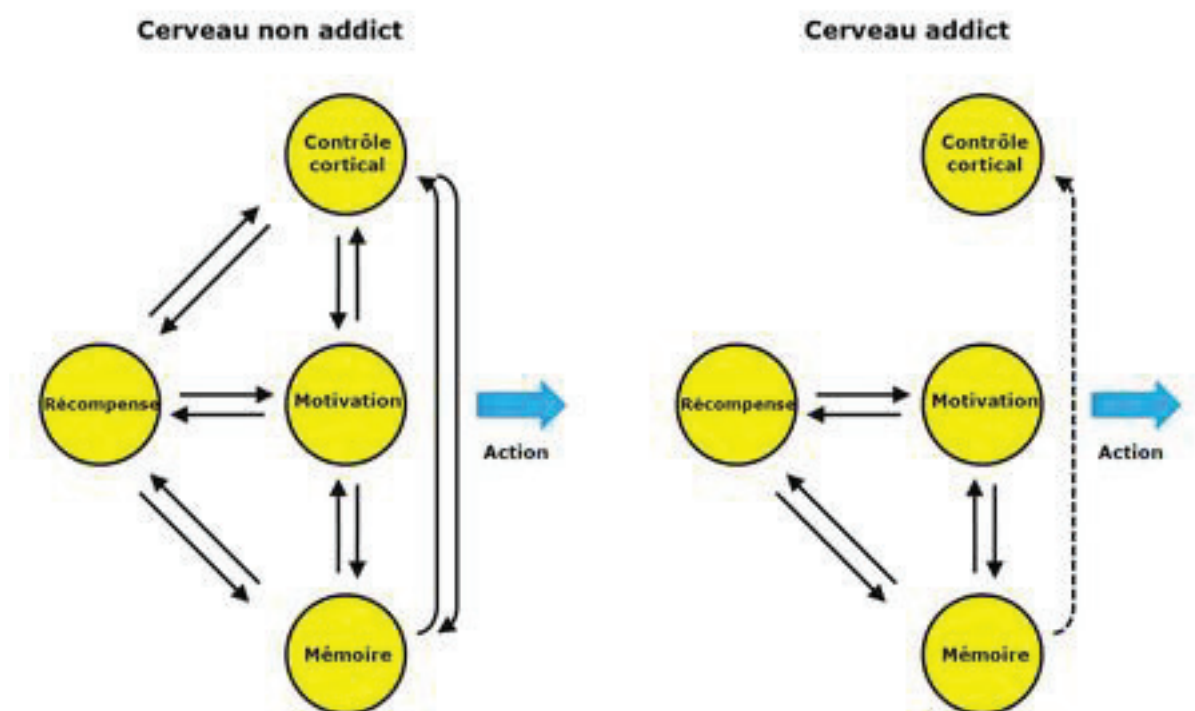 Cerveau non addict
Contrôle
cortical
Récompense
Motivation
Action
Mémoire
Cerveau addict
Contrôle
cortical
Récompense
Motivation
Action
Mémoire